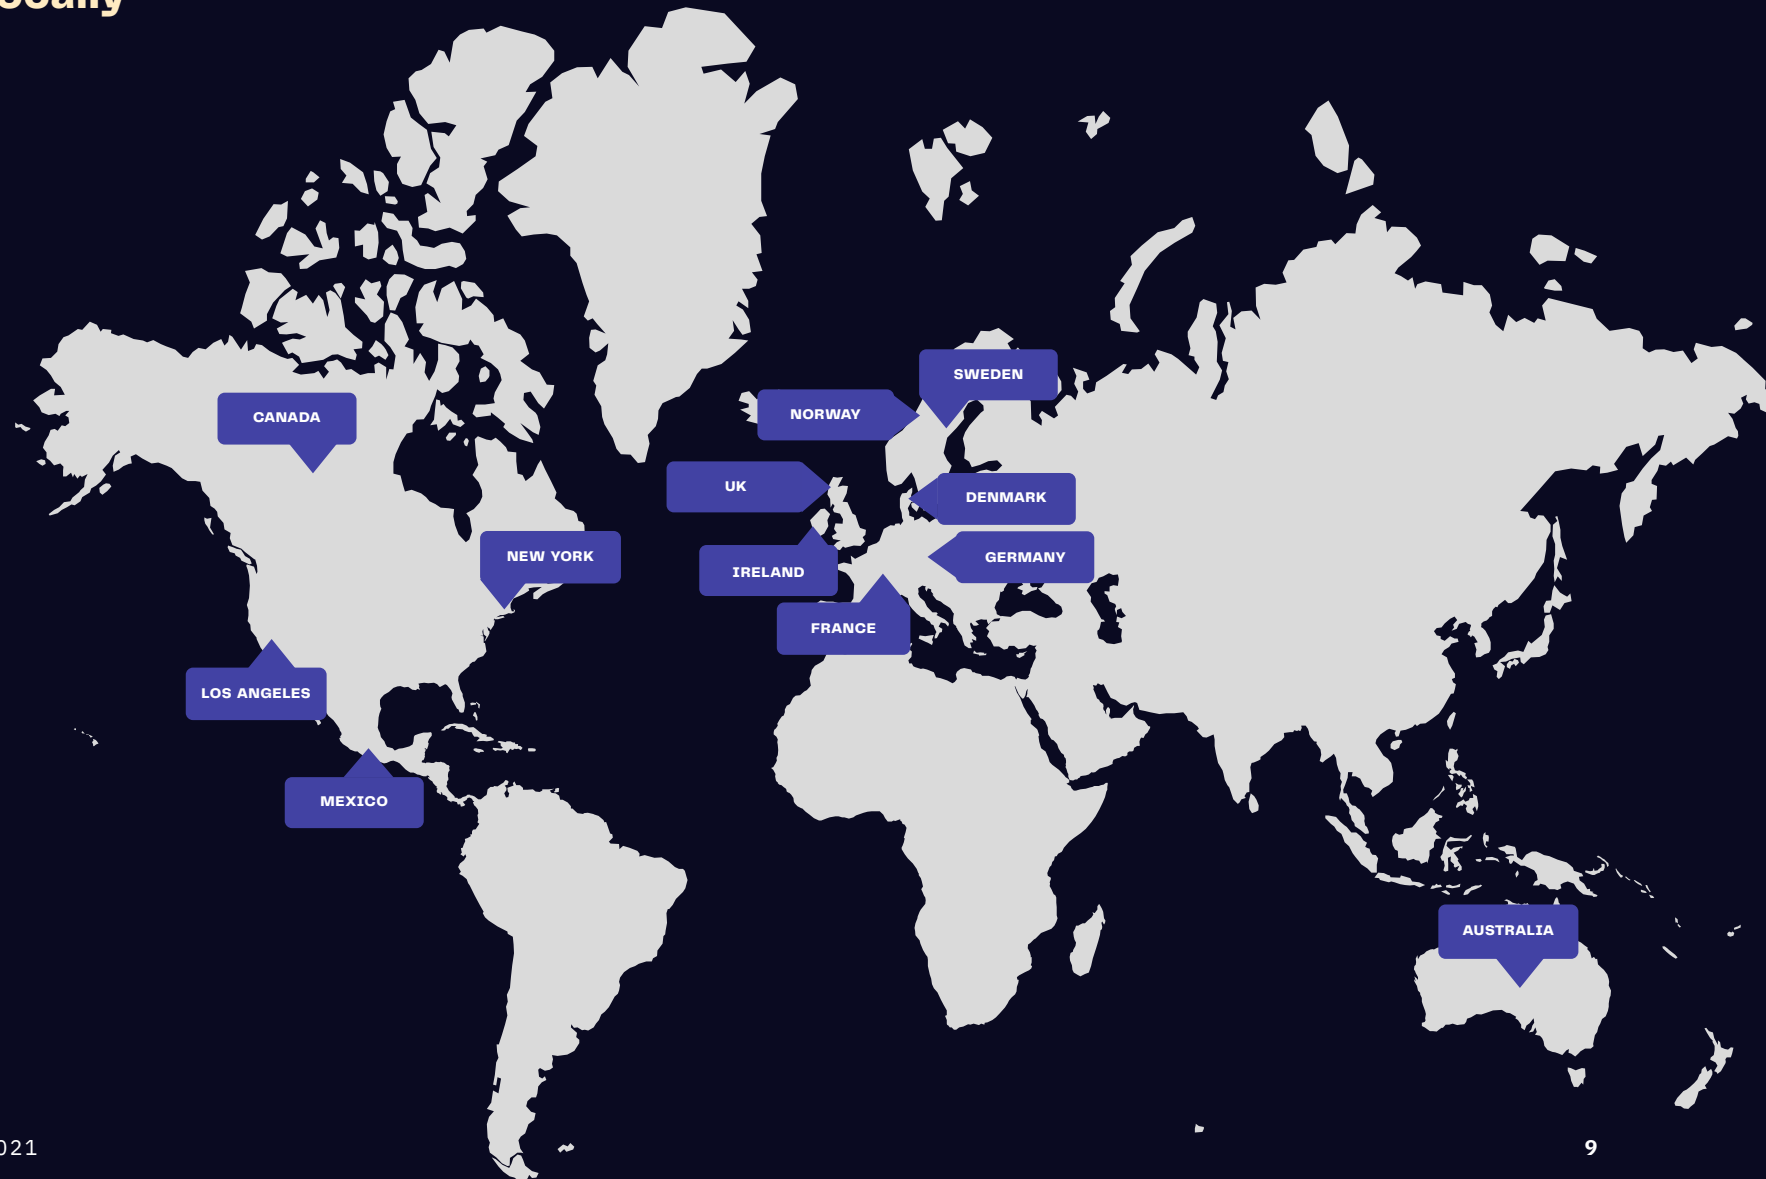 SWEDEN
NORWAY
CANADA
UK
DENMARK
NEW YORK
GERMANY
IRELAND
FRANCE
LOS ANGELES
MEXICO
AUSTRALIA
9